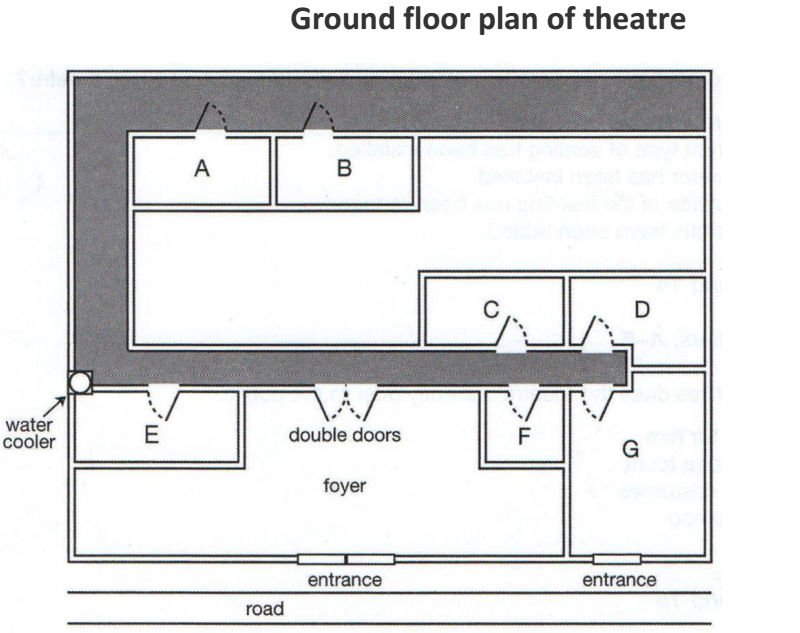 Ground floor plan of theatre
A
B
C
D
water
cooler
E
double doors
F
G
foyer
entrance
entrance
road